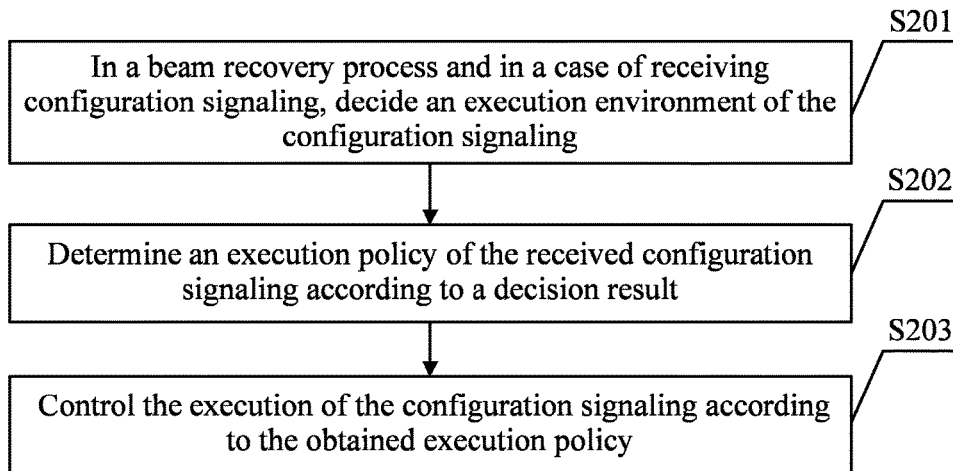 S201
In a beam recovery process and in a case of receiving
configuration signaling, decide an execution environment of the
configuration signaling
S202
Determine an execution policy of the received configuration
signaling according to a decision result
S203
Control the execution of the configuration signaling according
to the obtained execution policy